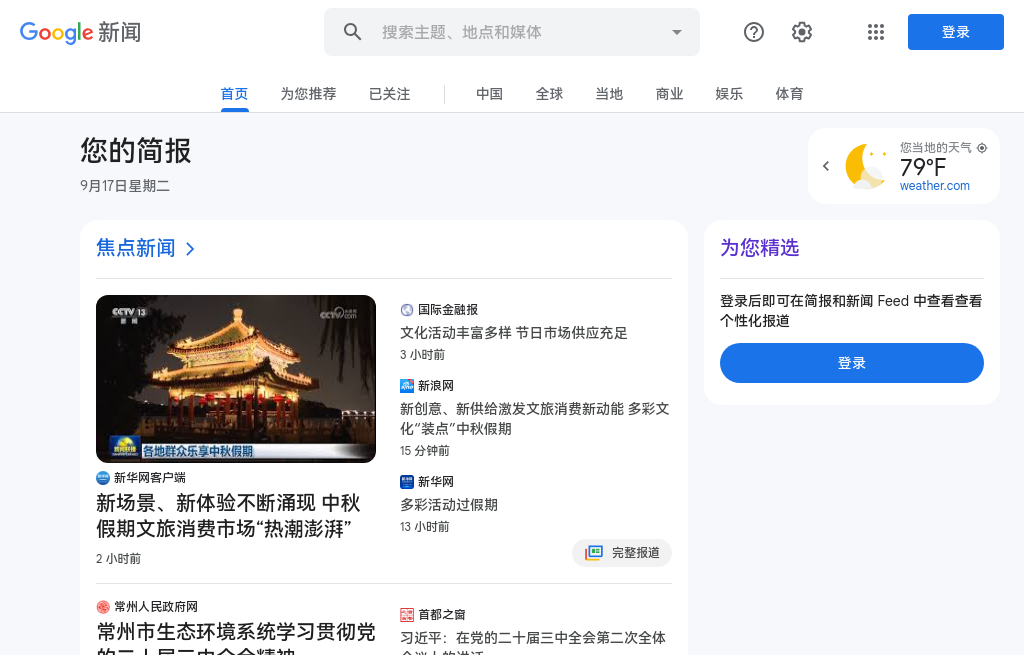 Google 新闻
搜索主题、地点和媒体
登录
首页
为您推荐
已关注
中国
全球
当地
商业
娱乐
体育
您的简报
9月17日星期二
您当地的天气
79°F
weather.com
焦点新闻
CCTV 13
新闻
CCTV.com
各地群众乐享中秋假期
新华网客户端
新场景、新体验不断涌现 中秋
假期文旅消费市场“热潮澎湃”
2 小时前
国际金融报
文化活动丰富多样 节日市场供应充足
3 小时前
新浪网
新创意、新供给激发文旅消费新动能 多彩文
化“装点”中秋假期
15 分钟前
新华网
多彩活动过假期
13 小时前
完整报道
为您精选
登录后即可在简报和新闻 Feed 中查看查看
个性化报道
登录
常州人民政府网
常州市生态环境系统学习贯彻党
的二十届三中全会精神
首都之窗
习近平：在党的二十届三中全会第二次全体
会议上的讲话